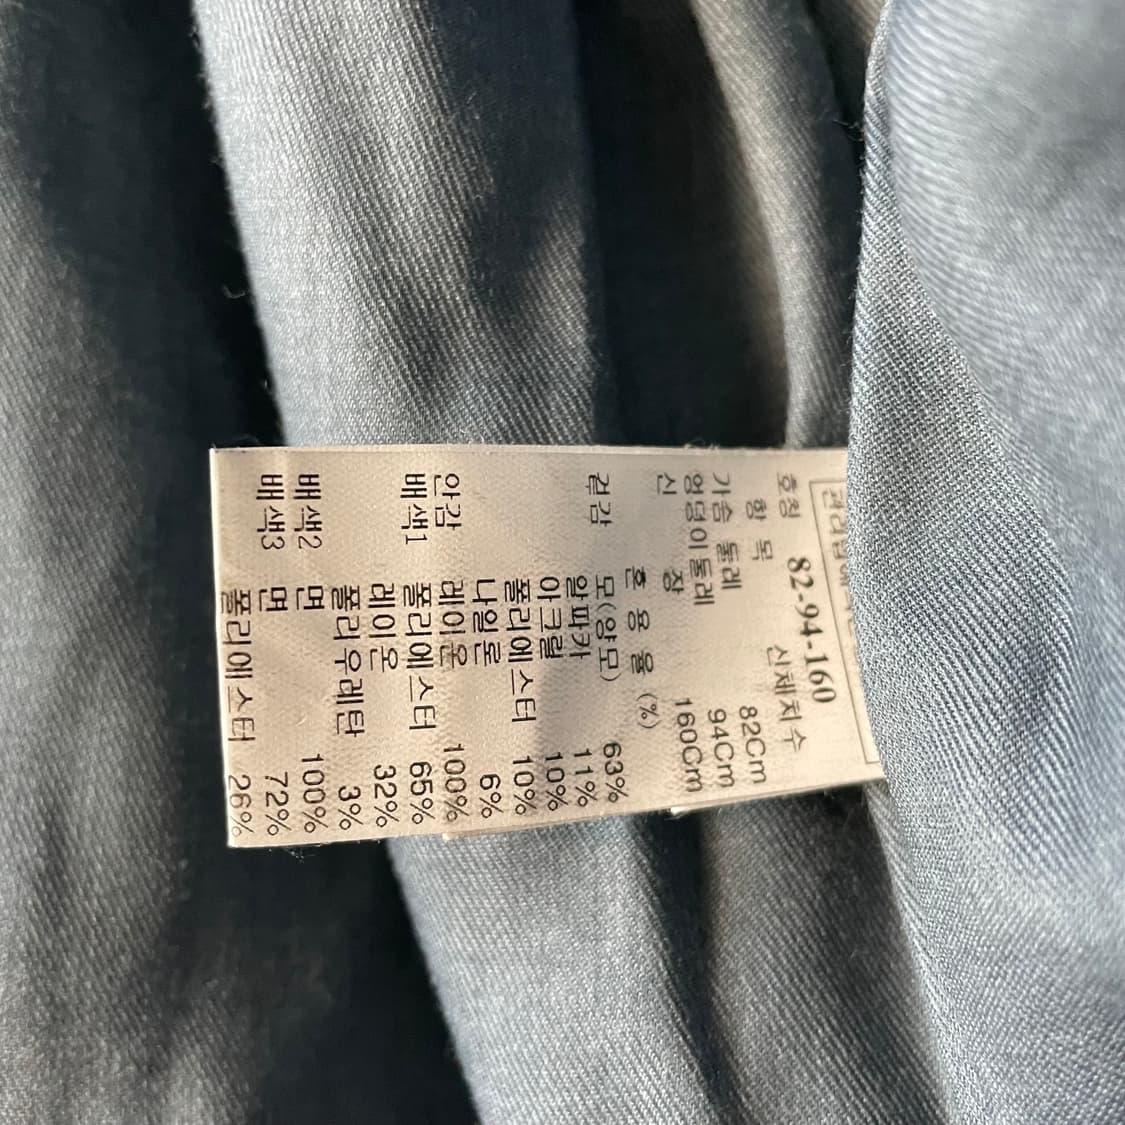 호칭 82-94-160
항 목 신체치수
가슴 둘레 82Cm
엉덩이둘레 94Cm
신 장 160Cm
혼 용 율 (%)
겉감 모(양모) 63%
알파카 11%
아크릴 10%
폴리에스터 10%
나일론 6%
안감 레이온 100%
배색1 폴리에스터 65%
레이온 32%
폴리우레탄 3%
배색2 면 100%
배색3 면 72%
폴리에스터 26%